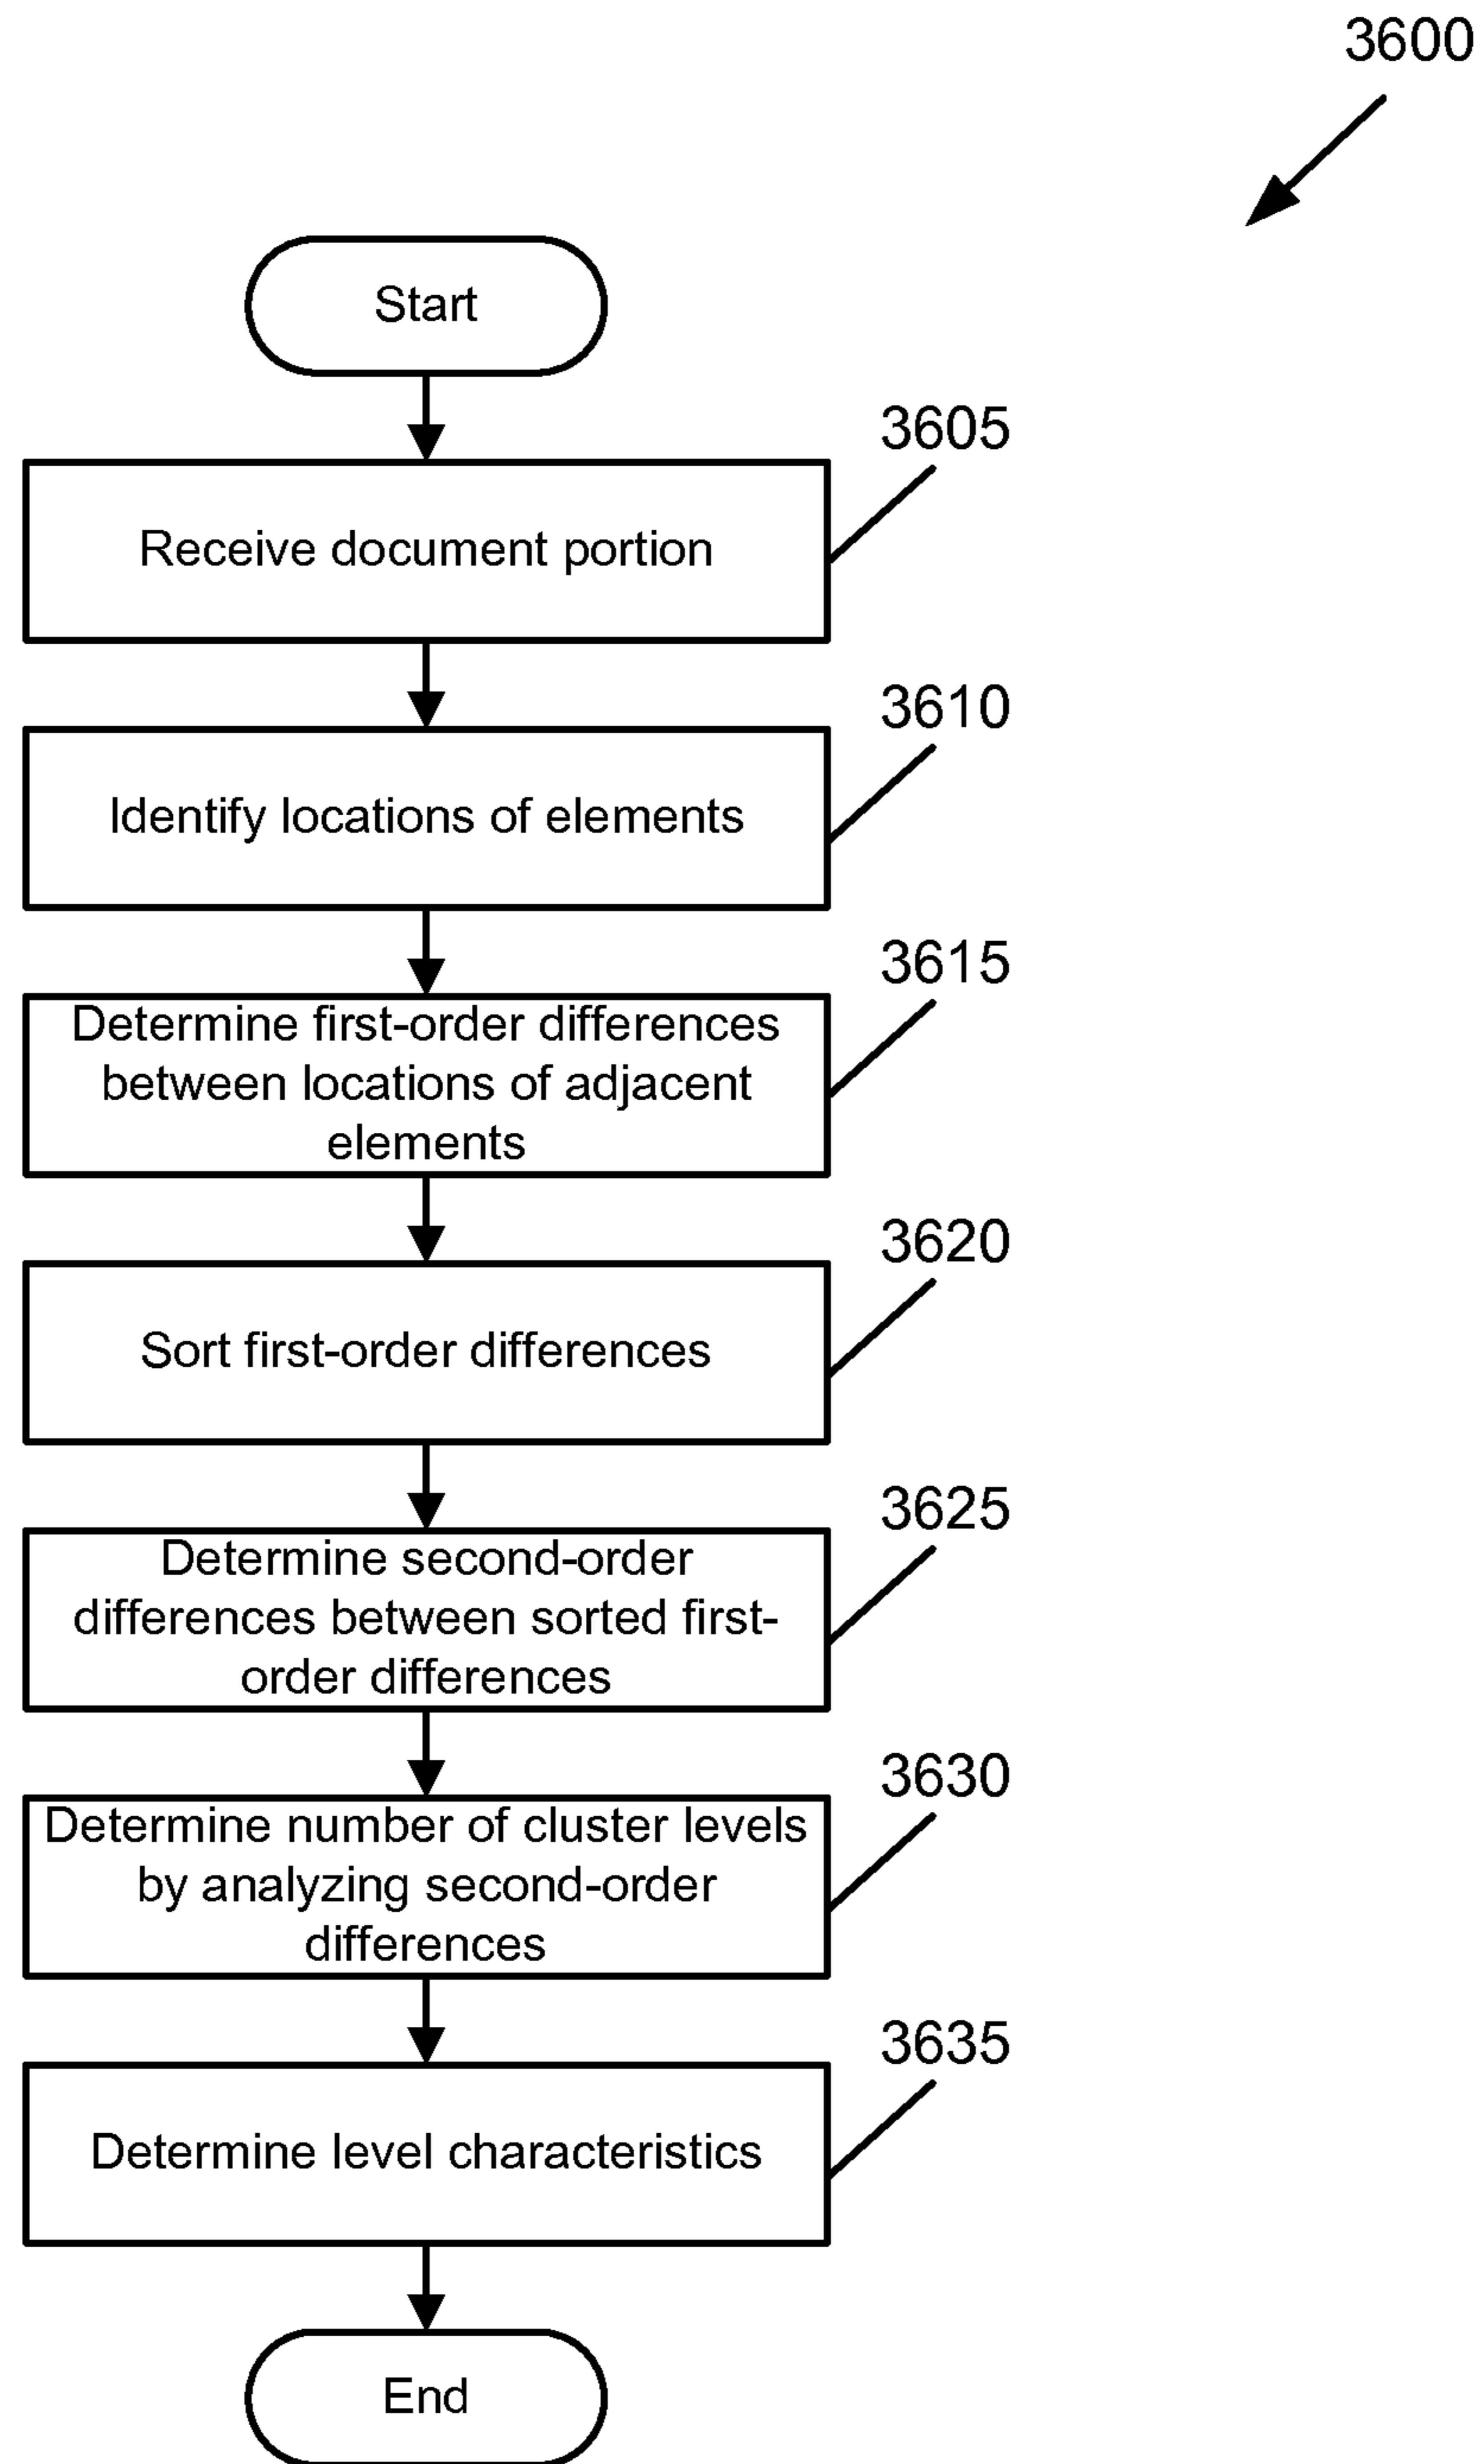 3600
Start
3605
Receive document portion
3610
Identify locations of elements
3615
Determine first-order differences
between locations of adjacent
elements
3620
Sort first-order differences
3625
Determine second-order
differences between sorted first-
order differences
3630
Determine number of cluster levels
by analyzing second-order
differences
3635
Determine level characteristics
End